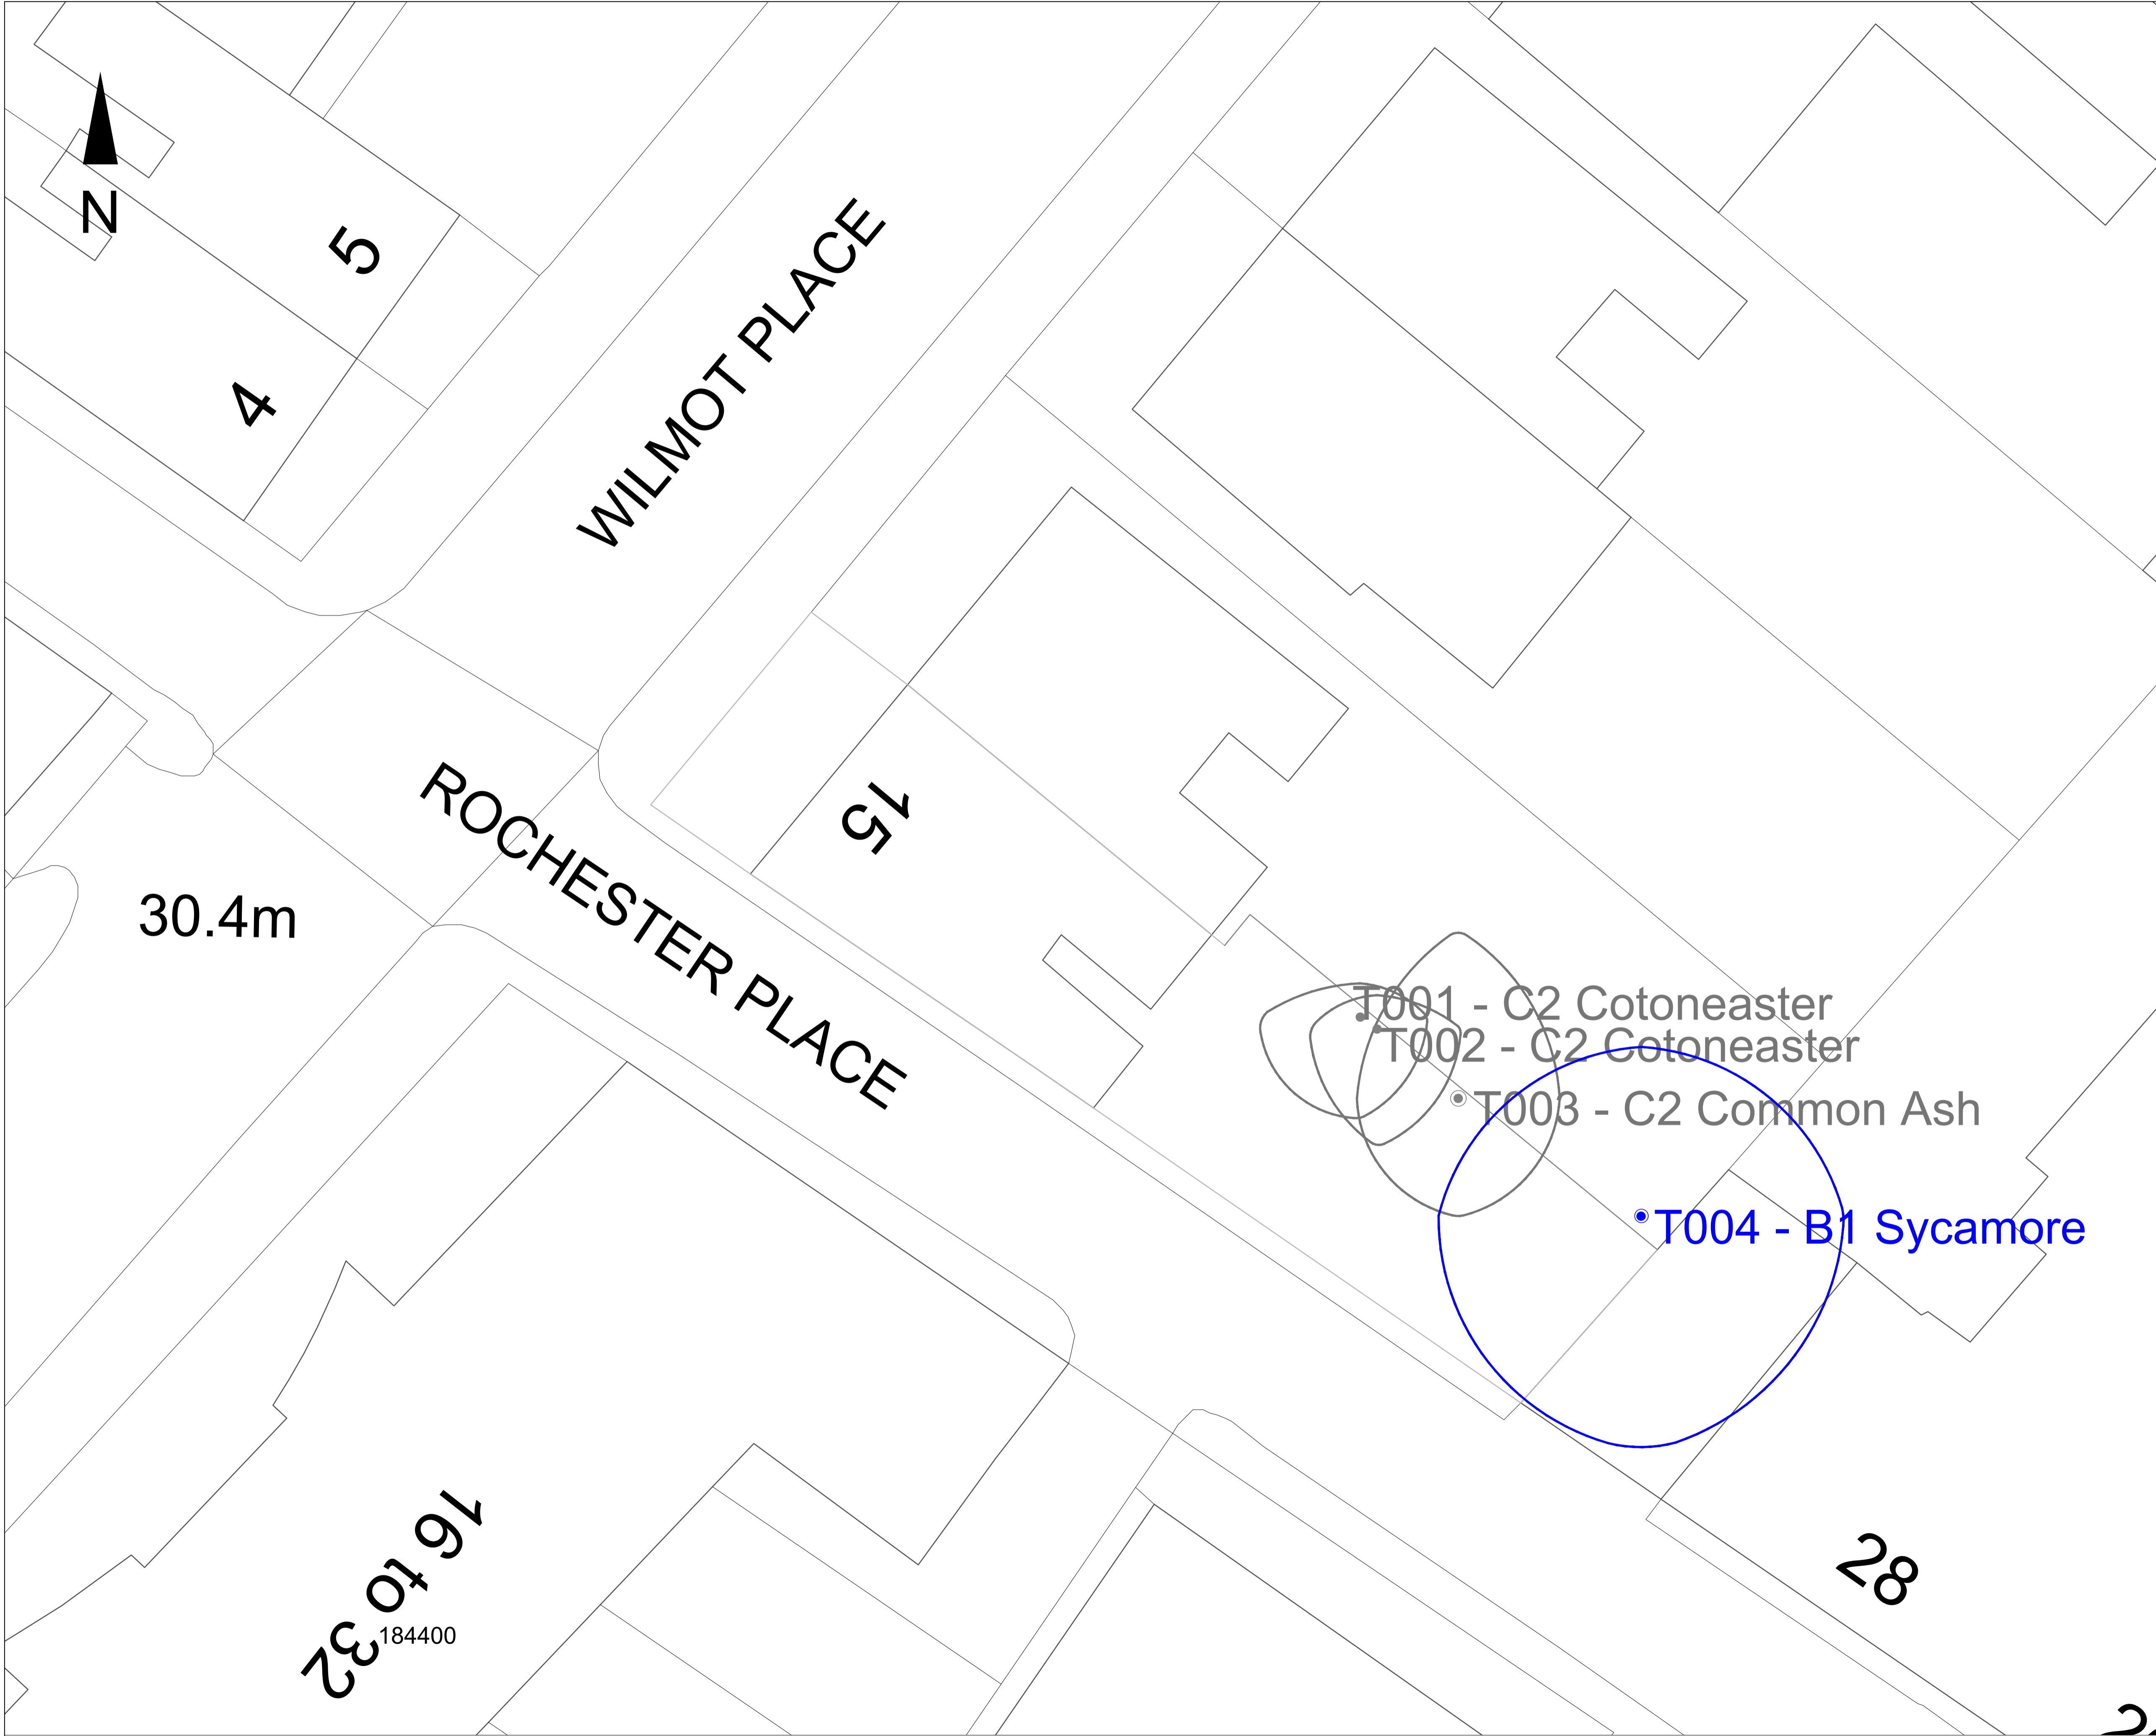 N
5
4
WILMOT PLACE
15
ROCHESTER PLACE
30.4m
T001 - C2 Cotoneaster
T002 - C2 Cotoneaster
T003 - C2 Common Ash
T004 - B1 Sycamore
16 to 32
184400
28